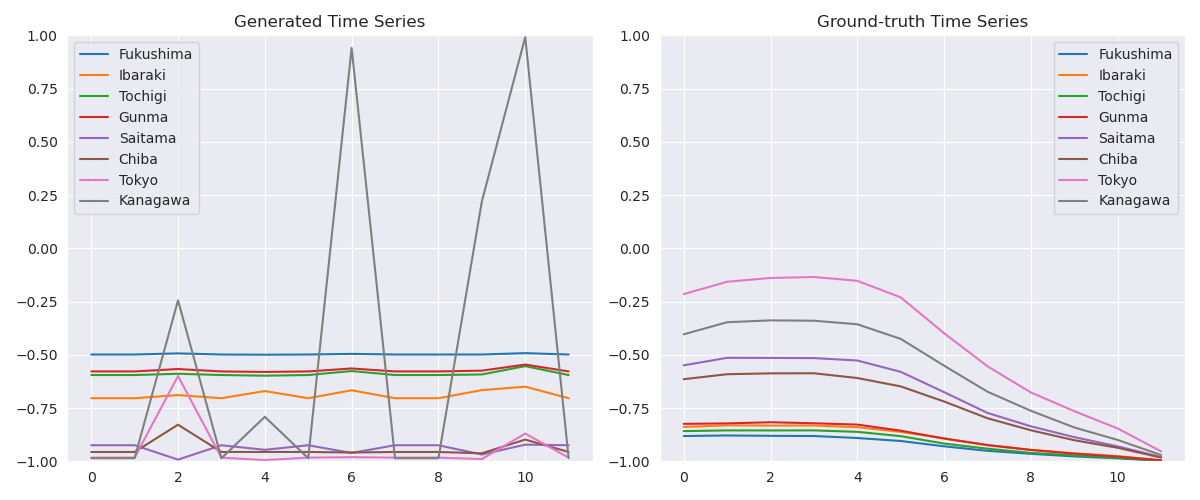 Generated Time Series
1.00
0.75
0.50
0.25
0.00
−0.25
−0.50
−0.75
−1.00
0 2 4 6 8 10
Fukushima
Ibaraki
Tochigi
Gunma
Saitama
Chiba
Tokyo
Kanagawa
Ground-truth Time Series
1.00
0.75
0.50
0.25
0.00
−0.25
−0.50
−0.75
−1.00
0 2 4 6 8 10
Fukushima
Ibaraki
Tochigi
Gunma
Saitama
Chiba
Tokyo
Kanagawa